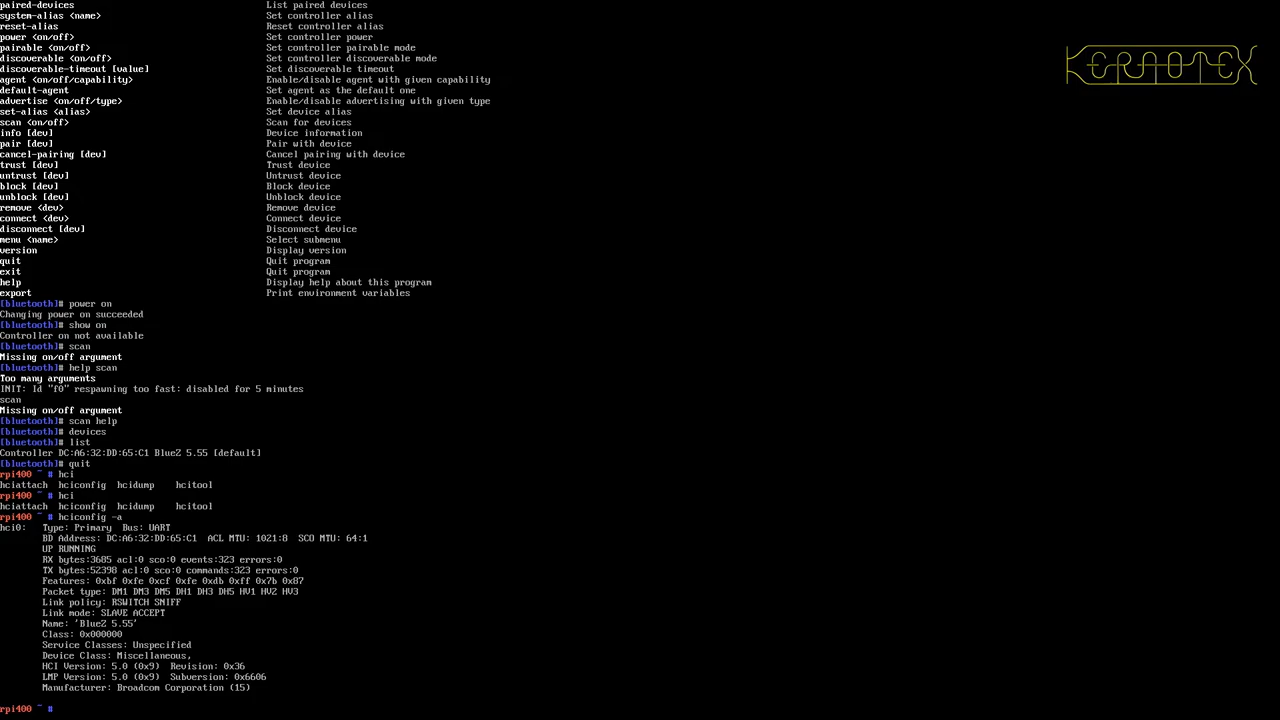 paired-devices List paired devices
system-alias <name> Set controller alias
reset-alias Reset controller alias
power <on/off> Set controller power
pairable <on/off> Set controller pairable mode
discoverable <on/off> Set controller discoverable mode
discoverable-timeout [value] Set discoverable timeout
agent <on/off/capability> Enable/disable agent with given capability
default-agent Set agent as the default one
advertise <on/off/type> Enable/disable advertising with given type
set-alias <alias> Set device alias
scan <on/off> Scan for devices
info [dev] Device information
pair [dev] Pair with device
cancel-pairing [dev] Cancel pairing with device
trust [dev] Trust device
untrust [dev] Untrust device
block [dev] Block device
unblock [dev] Unblock device
remove <dev> Remove device
connect <dev> Connect device
disconnect [dev] Disconnect device
menu <name> Select submenu
version Display version
quit Quit program
exit Quit program
help Display help about this program
export Print environment variables
[bluetooth]# power on
Changing power on succeeded
[bluetooth]# show on
Controller on not available
[bluetooth]# scan
Missing on/off argument
[bluetooth]# help scan
Too many arguments
INIT: Id "f0" respawning too fast: disabled for 5 minutes
scan
Missing on/off argument
[bluetooth]# scan help
[bluetooth]# devices
[bluetooth]# list
Controller DC:A6:32:DD:65:C1 BlueZ 5.55 [default]
[bluetooth]# quit
rpi400 ~ # hci
hciattach hciconfig hcidump hcitool
rpi400 ~ # hci
hciattach hciconfig hcidump hcitool
rpi400 ~ # hciconfig -a
hci0: Type: Primary Bus: UART
BD Address: DC:A6:32:DD:65:C1 ACL MTU: 1021:8 SCO MTU: 64:1
UP RUNNING
RX bytes:3685 acl:0 sco:0 events:323 errors:0
TX bytes:52398 acl:0 sco:0 commands:323 errors:0
Features: 0xbf 0xfe 0xcf 0xfe 0xdb 0xff 0x7b 0x87
Packet type: DM1 DM3 DM5 DH1 DH3 DH5 HV1 HV2 HV3
Link policy: RSWITCH SNIFF
Link mode: SLAVE ACCEPT
Name: 'BlueZ 5.55'
Class: 0x000000
Service Classes: Unspecified
Device Class: Miscellaneous,
HCI Version: 5.0 (0x9) Revision: 0x36
LMP Version: 5.0 (0x9) Subversion: 0x6606
Manufacturer: Broadcom Corporation (15)
rpi400 ~ #